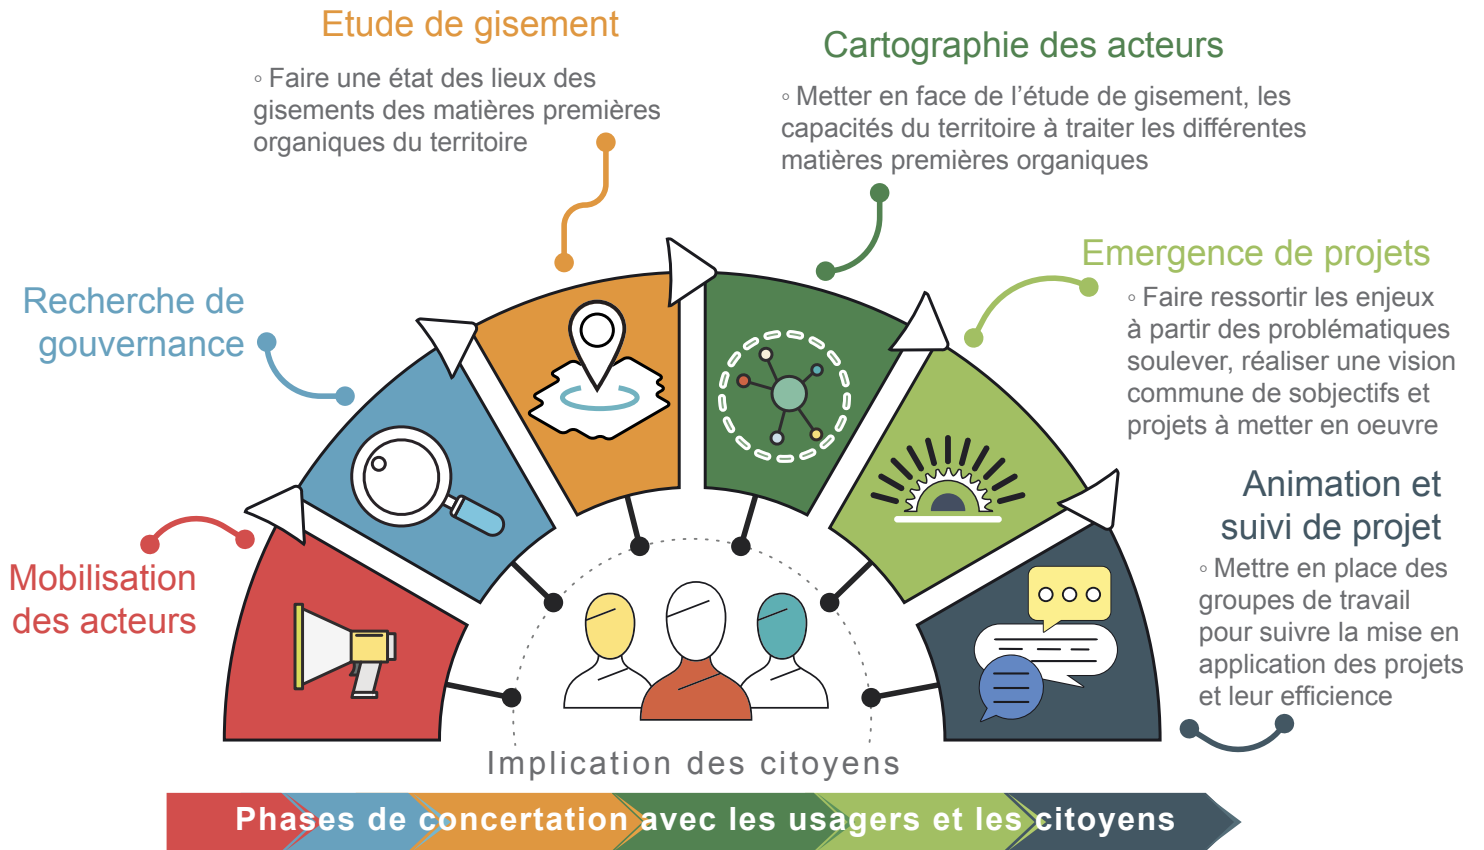 Etude de gisement
◦ Faire une état des lieux des
gisements des matières premières
organiques du territoire
Cartographie des acteurs
◦ Metter en face de l’étude de gisement, les
capacités du territoire à traiter les différentes
matières premières organiques
Recherche de
gouvernance
Emergence de projets
◦ Faire ressortir les enjeux
à partir des problématiques
soulever, réaliser une vision
commune de sobjectifs et
projets à metter en oeuvre
Mobilisation
des acteurs
Animation et
suivi de projet
◦ Mettre en place des
groupes de travail
pour suivre la mise en
application des projets
et leur efficience
Implication des citoyens
Phases de concertation avec les usagers et les citoyens